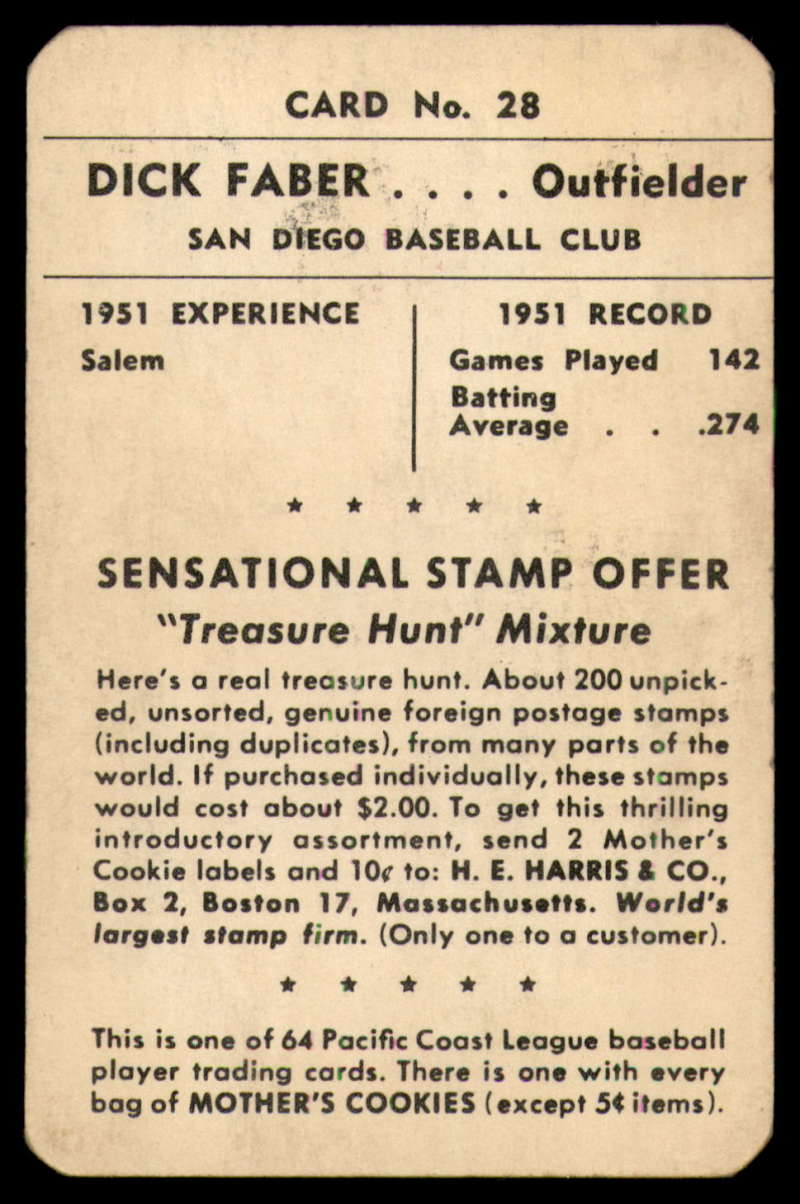 CARD No. 28
DICK FABER . . . . Outfielder
SAN DIEGO BASEBALL CLUB
1951 EXPERIENCE
Salem
1951 RECORD
Games Played 142
Batting
Average . . .274
★ ★ ★ ★ ★
SENSATIONAL STAMP OFFER
"Treasure Hunt" Mixture
Here's a real treasure hunt. About 200 unpick-
ed, unsorted, genuine foreign postage stamps
(including duplicates), from many parts of the
world. If purchased individually, these stamps
would cost about $2.00. To get this thrilling
introductory assortment, send 2 Mother's
Cookie labels and 10¢ to: H. E. HARRIS & CO.,
Box 2, Boston 17, Massachusetts. World's
largest stamp firm. (Only one to a customer).
★ ★ ★ ★ ★
This is one of 64 Pacific Coast League baseball
player trading cards. There is one with every
bag of MOTHER'S COOKIES (except 5¢ items).